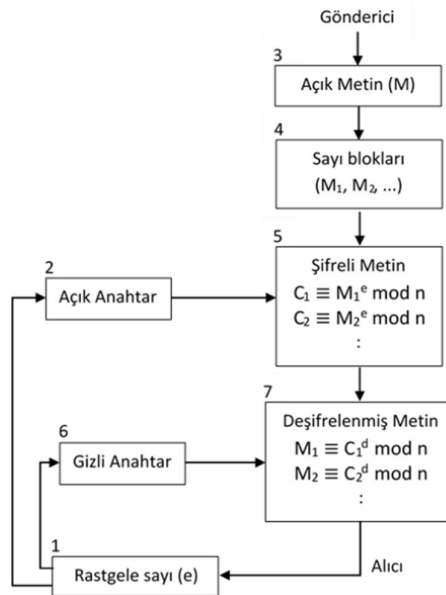 Gönderici
3
Açık Metin (M)
4
Sayı blokları
(M₁, M₂, ...)
5
Şifreli Metin
C₁ ≡ M₁ᵉ mod n
C₂ ≡ M₂ᵉ mod n
:
2
Açık Anahtar
7
Deşifrelenmiş Metin
M₁ ≡ C₁ᵈ mod n
M₂ ≡ C₂ᵈ mod n
:
6
Gizli Anahtar
1
Rastgele sayı (e)
Alıcı